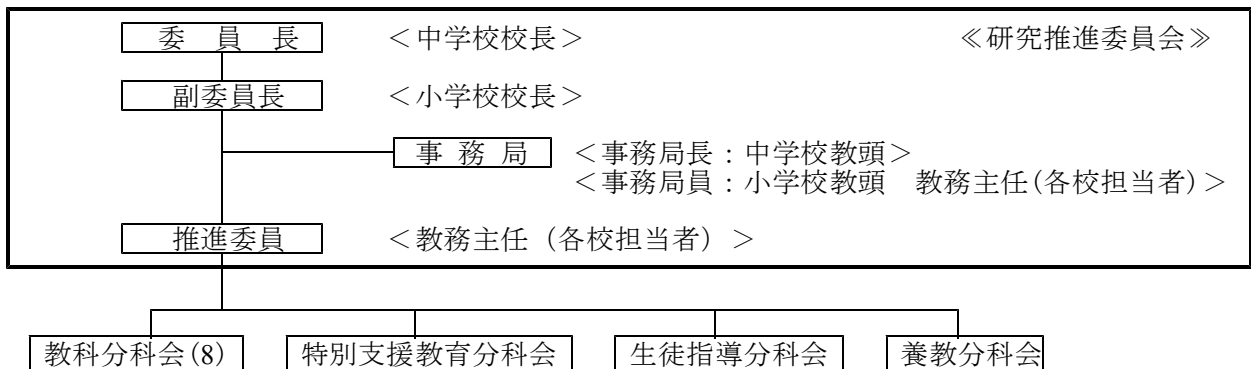 委 員 長 ＜中学校校長＞ ≪研究推進委員会≫
副委員長 ＜小学校校長＞
事 務 局 ＜事務局長：中学校教頭＞
＜事務局員：小学校教頭 教務主任(各校担当者)＞
推進委員 ＜教務主任（各校担当者）＞
教科分科会(8) 特別支援教育分科会 生徒指導分科会 養教分科会